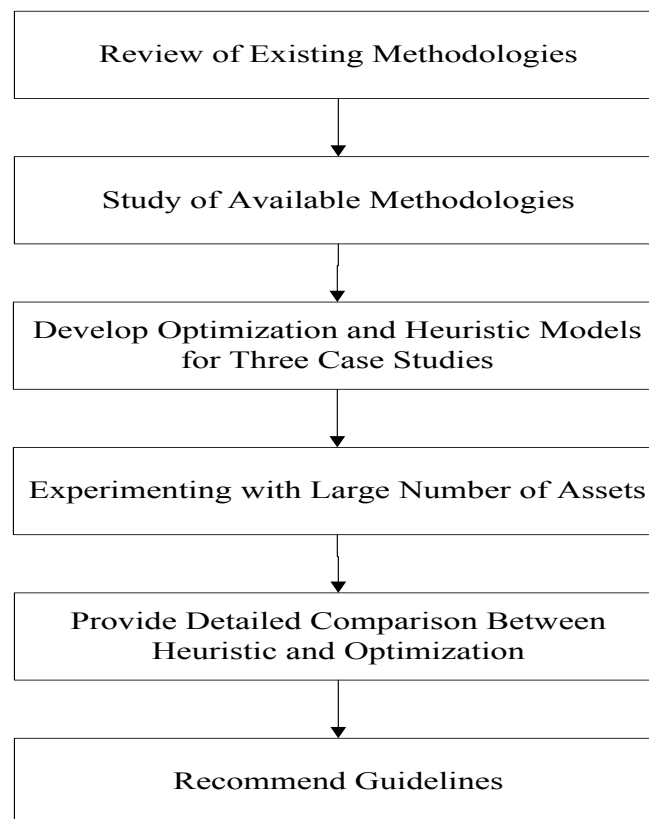 Review of Existing Methodologies
Study of Available Methodologies
Develop Optimization and Heuristic Models
for Three Case Studies
Experimenting with Large Number of Assets
Provide Detailed Comparison Between
Heuristic and Optimization
Recommend Guidelines